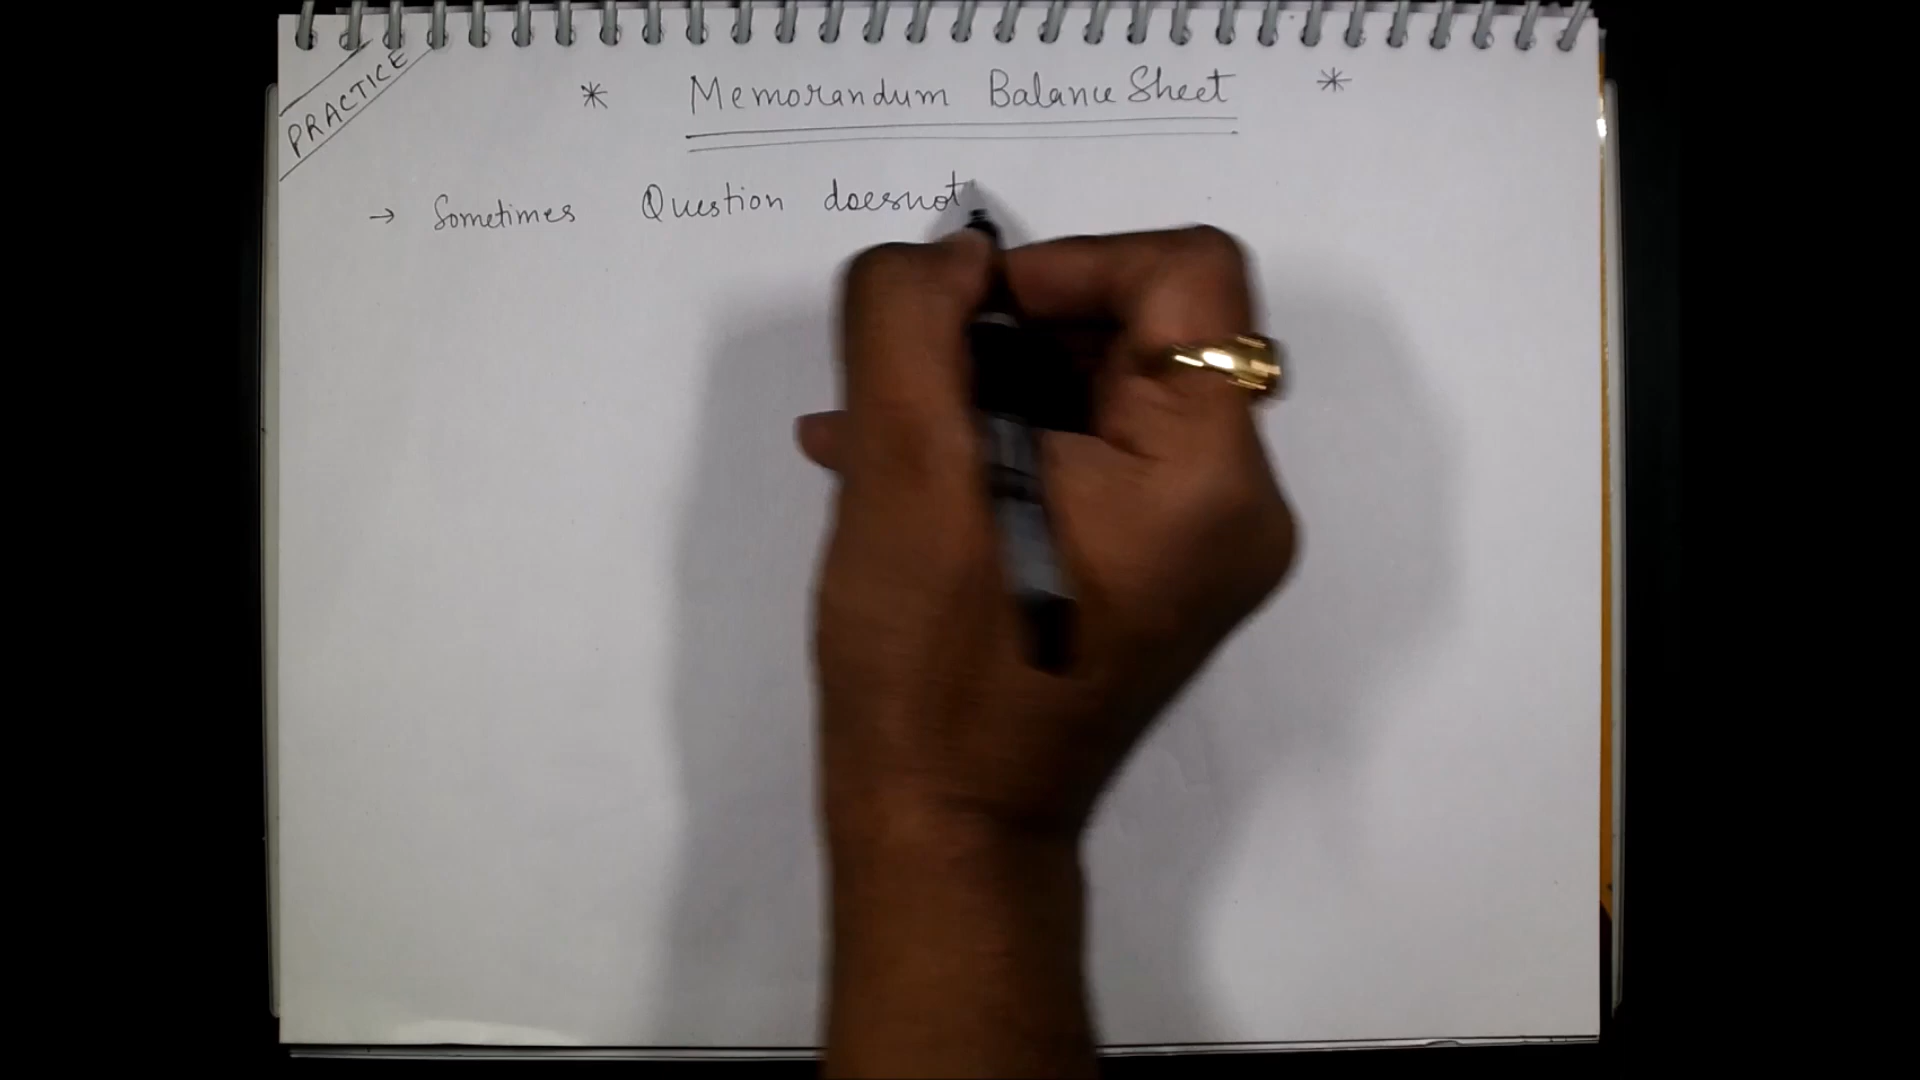 PRACTICE
* Memorandum Balance Sheet *
→ Sometimes Question doesnot